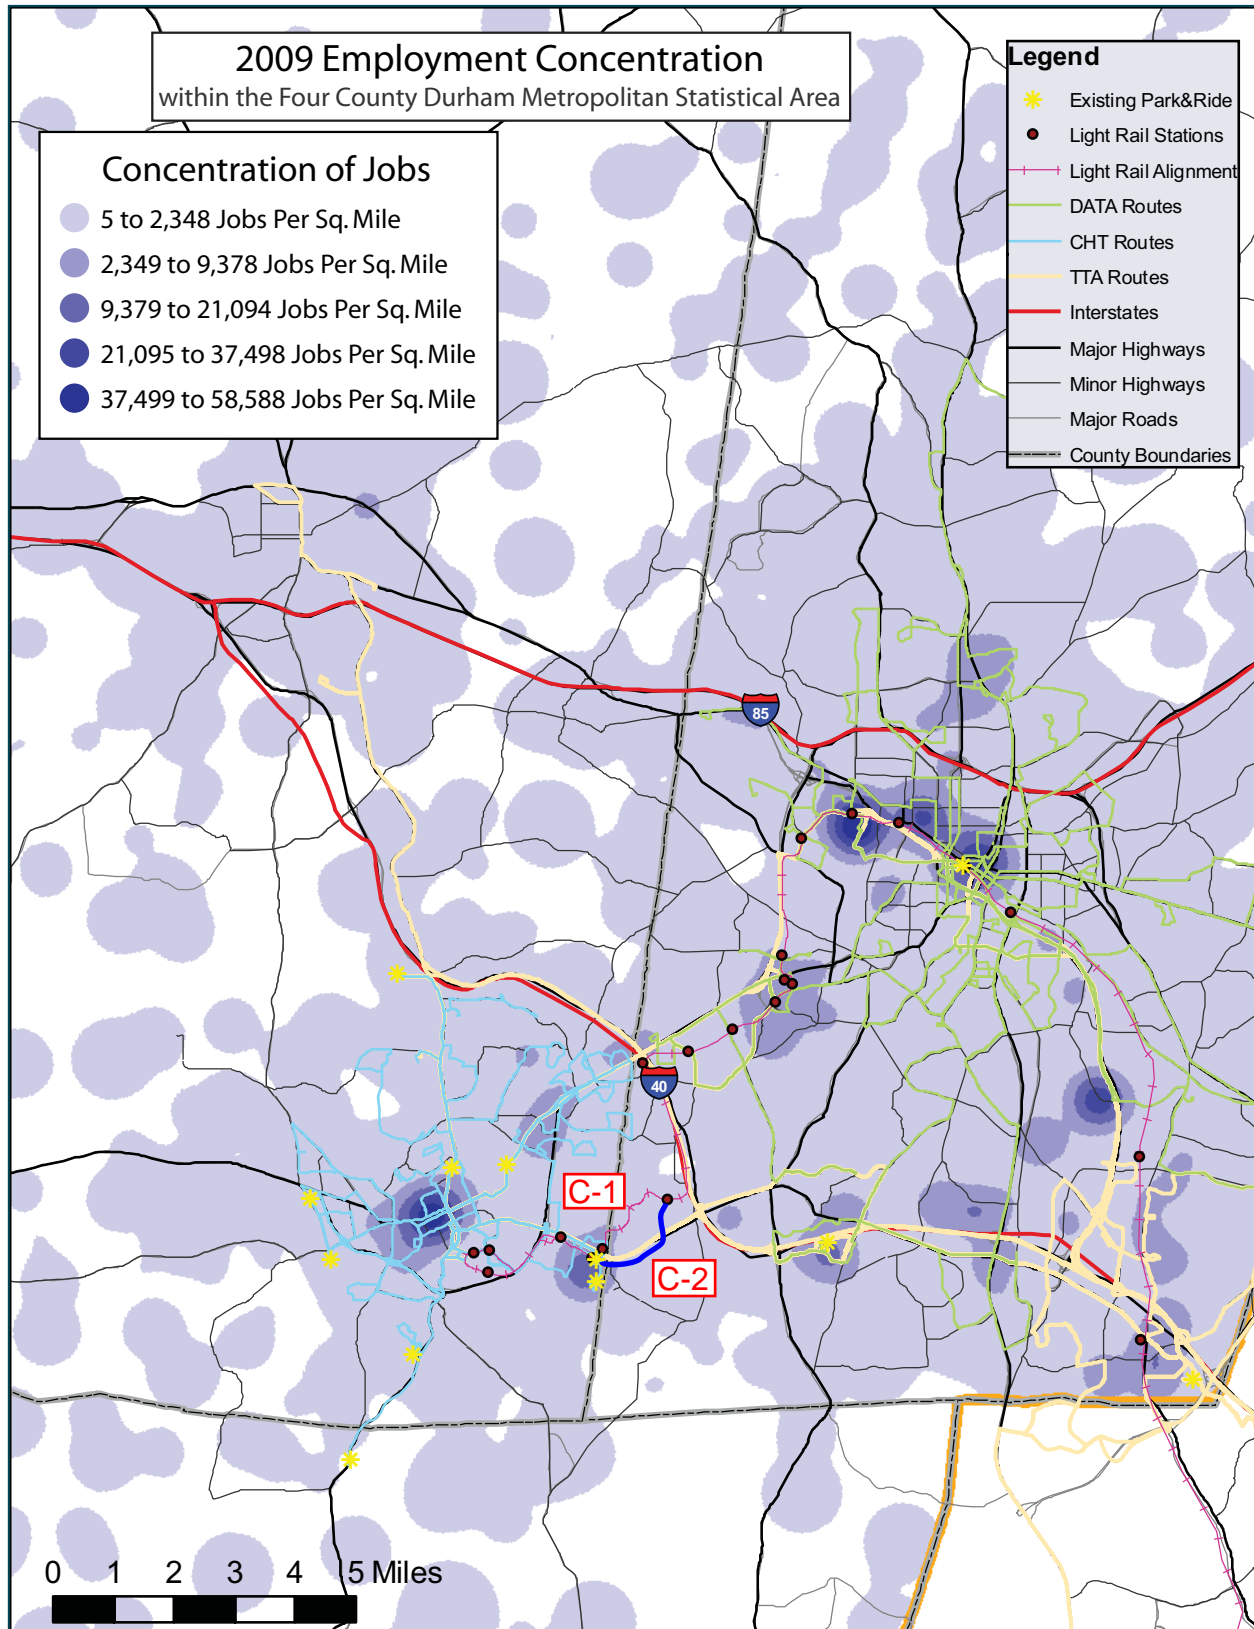 2009 Employment Concentration
within the Four County Durham Metropolitan Statistical Area
Concentration of Jobs
5 to 2,348 Jobs Per Sq. Mile
2,349 to 9,378 Jobs Per Sq. Mile
9,379 to 21,094 Jobs Per Sq. Mile
21,095 to 37,498 Jobs Per Sq. Mile
37,499 to 58,588 Jobs Per Sq. Mile
Legend
Existing Park&Ride
Light Rail Stations
Light Rail Alignment
DATA Routes
CHT Routes
TTA Routes
Interstates
Major Highways
Minor Highways
Major Roads
County Boundaries
85
40
C-1
C-2
0 1 2 3 4 5 Miles